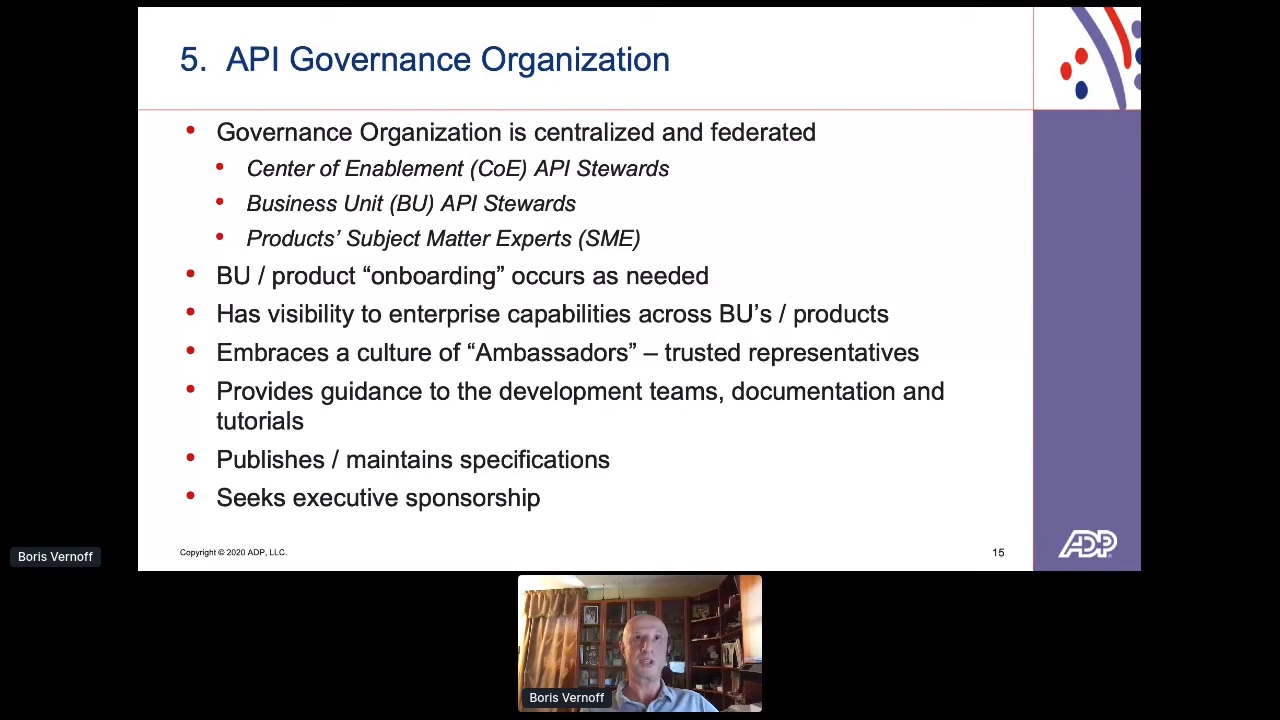 5. API Governance Organization
• Governance Organization is centralized and federated
• Center of Enablement (CoE) API Stewards
• Business Unit (BU) API Stewards
• Products’ Subject Matter Experts (SME)
• BU / product “onboarding” occurs as needed
• Has visibility to enterprise capabilities across BU’s / products
• Embraces a culture of “Ambassadors” – trusted representatives
• Provides guidance to the development teams, documentation and
tutorials
• Publishes / maintains specifications
• Seeks executive sponsorship
Copyright © 2020 ADP, LLC.
15
ADP
Boris Vernoff
Boris Vernoff